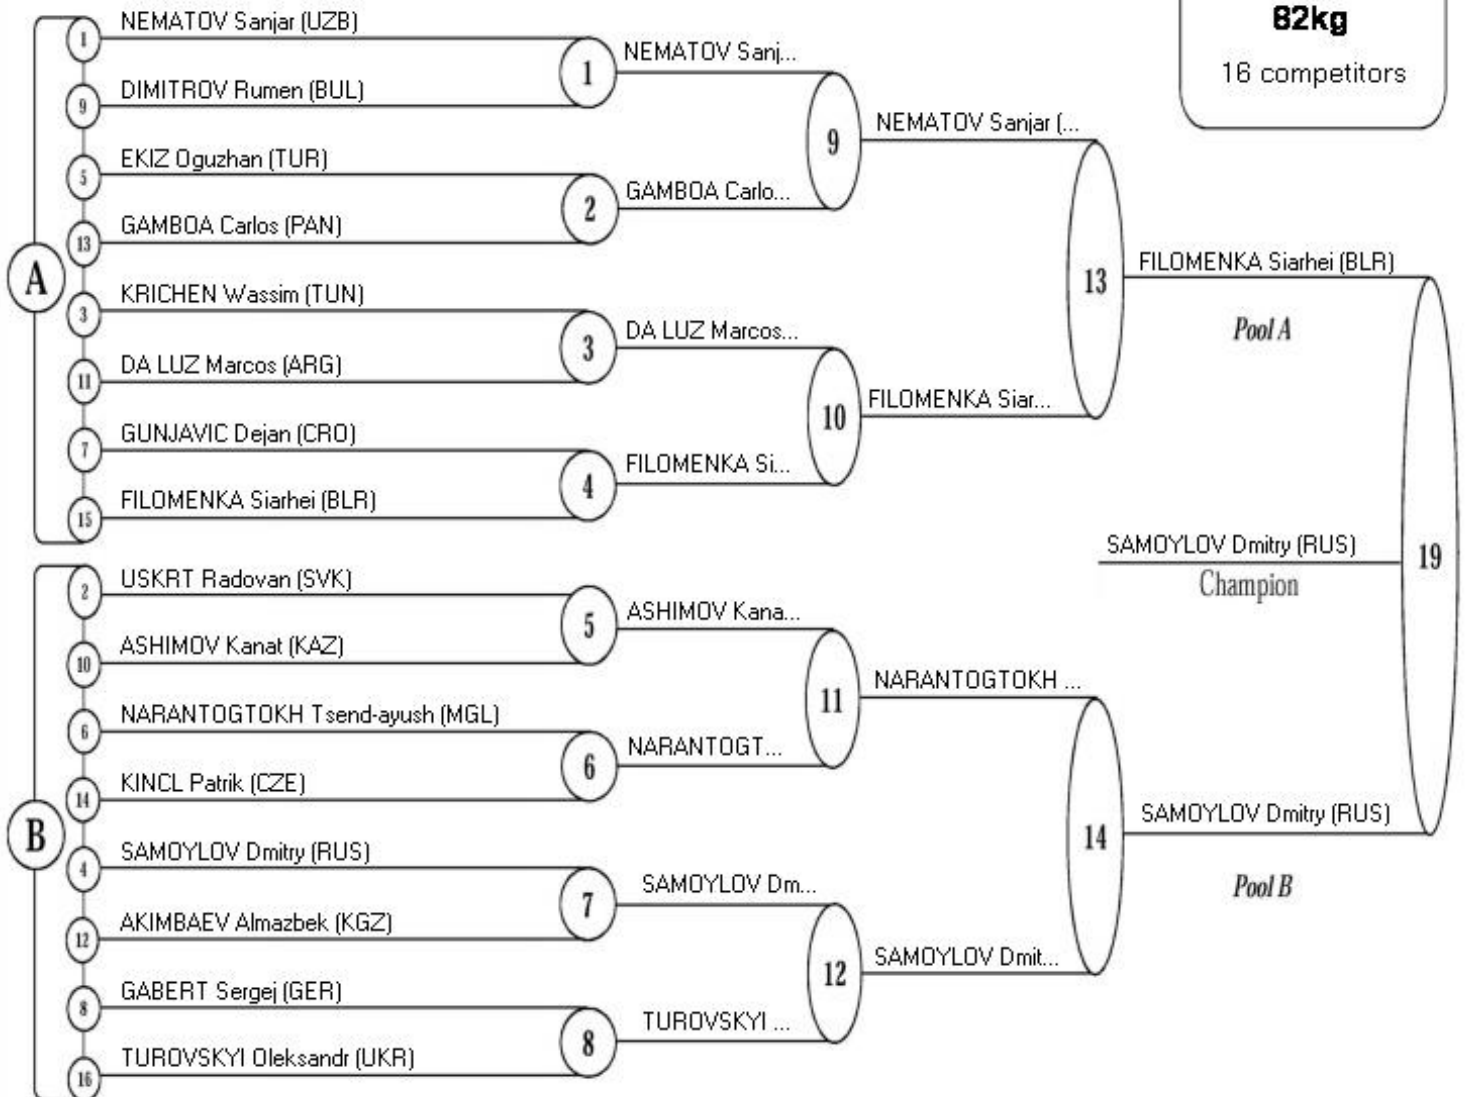 82kg
16 competitors
A
1 NEMATOV Sanjar (UZB)
9 DIMITROV Rumen (BUL)
5 EKIZ Oguzhan (TUR)
13 GAMBOA Carlos (PAN)
3 KRICHEN Wassim (TUN)
11 DA LUZ Marcos (ARG)
7 GUNJAVIC Dejan (CRO)
15 FILOMENKA Siarhei (BLR)
B
2 USKRT Radovan (SVK)
10 ASHIMOV Kanat (KAZ)
6 NARANTOGTOKH Tsend-ayush (MGL)
14 KINCL Patrik (CZE)
4 SAMOYLOV Dmitry (RUS)
12 AKIMBAEV Almazbek (KGZ)
8 GABERT Sergej (GER)
16 TUROVSKYI Oleksandr (UKR)
1 NEMATOV Sanj...
2 GAMBOA Carlo...
3 DA LUZ Marcos...
4 FILOMENKA Si...
5 ASHIMOV Kana...
6 NARANTOGT...
7 SAMOYLOV Dm...
8 TUROVSKYI ...
9 NEMATOV Sanjar (...
10 FILOMENKA Siar...
11 NARANTOGTOKH ...
12 SAMOYLOV Dmit...
13 FILOMENKA Siarhei (BLR)
Pool A
14 SAMOYLOV Dmitry (RUS)
Pool B
SAMOYLOV Dmitry (RUS) 19
Champion